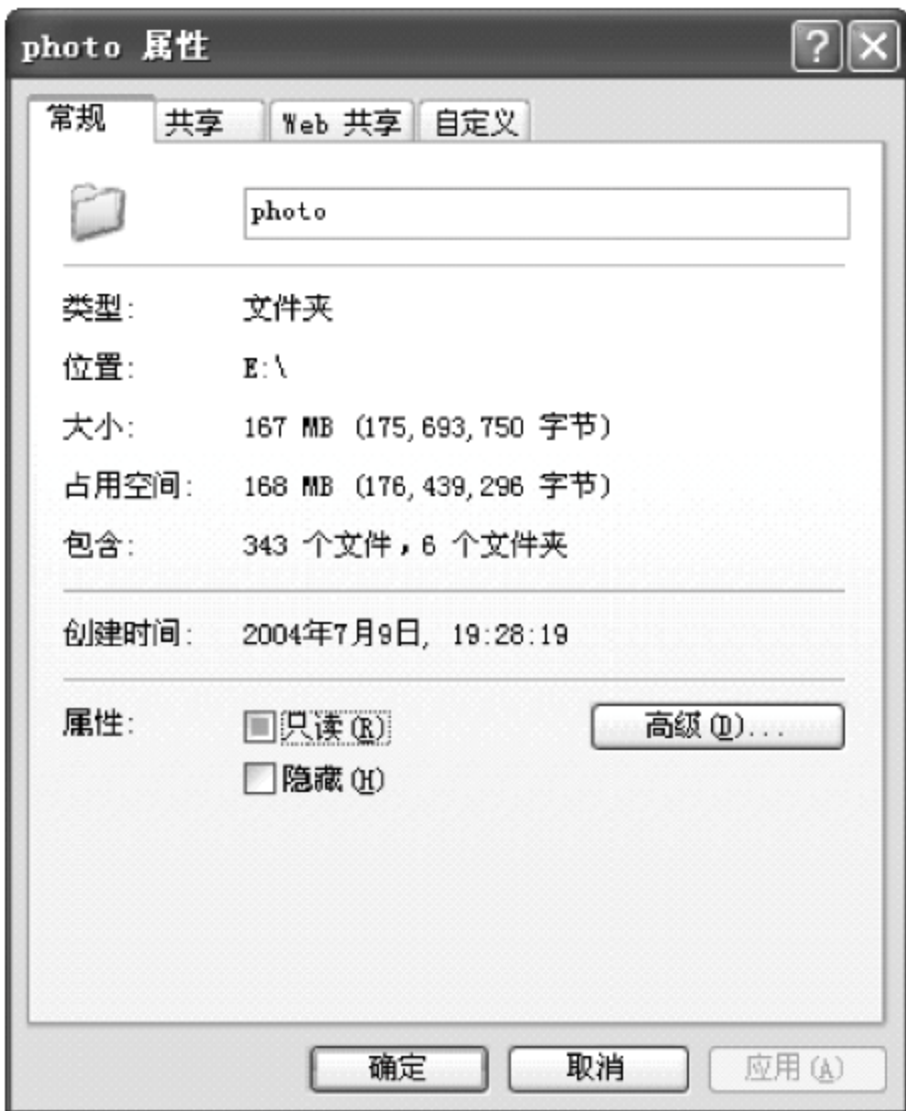 photo 属性
常规 共享 Web 共享 自定义
photo
类型: 文件夹
位置: E:\
大小: 167 MB (175,693,750 字节)
占用空间: 168 MB (176,439,296 字节)
包含: 343 个文件，6 个文件夹
创建时间: 2004年7月9日, 19:28:19
属性: 只读(R) 高级(D)...
隐藏(H)
确定 取消 应用(A)